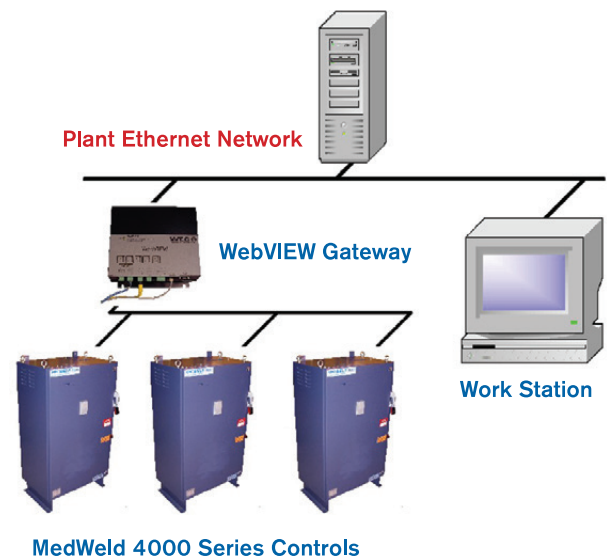 Plant Ethernet Network
WebVIEW Gateway
Work Station
MedWeld 4000 Series Controls